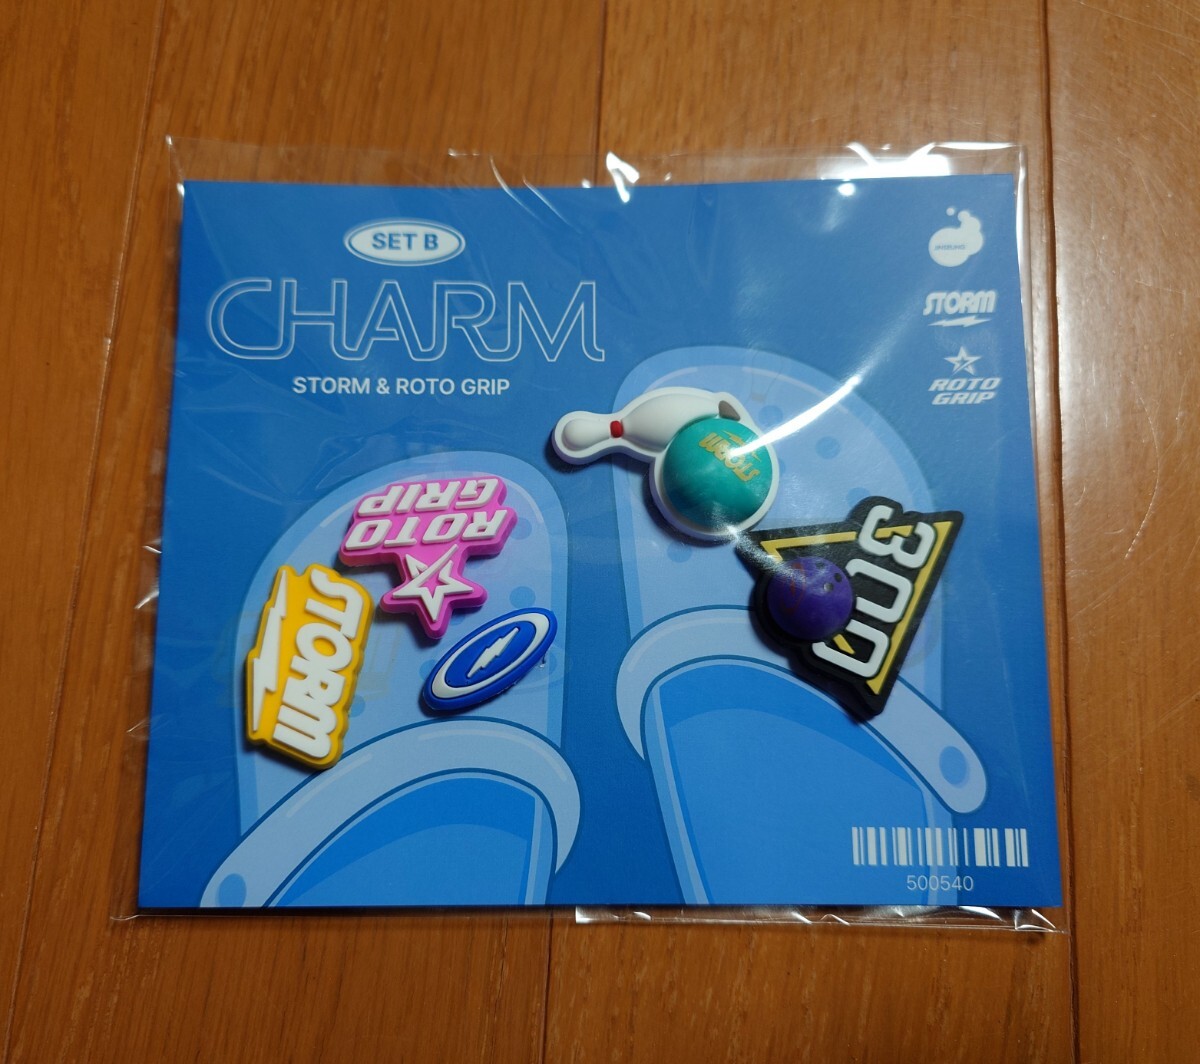 SET B
CHARM
STORM & ROTO GRIP
STORM
ROTO
GRIP
STORM
ROTO
GRIP
STORM
300
500540